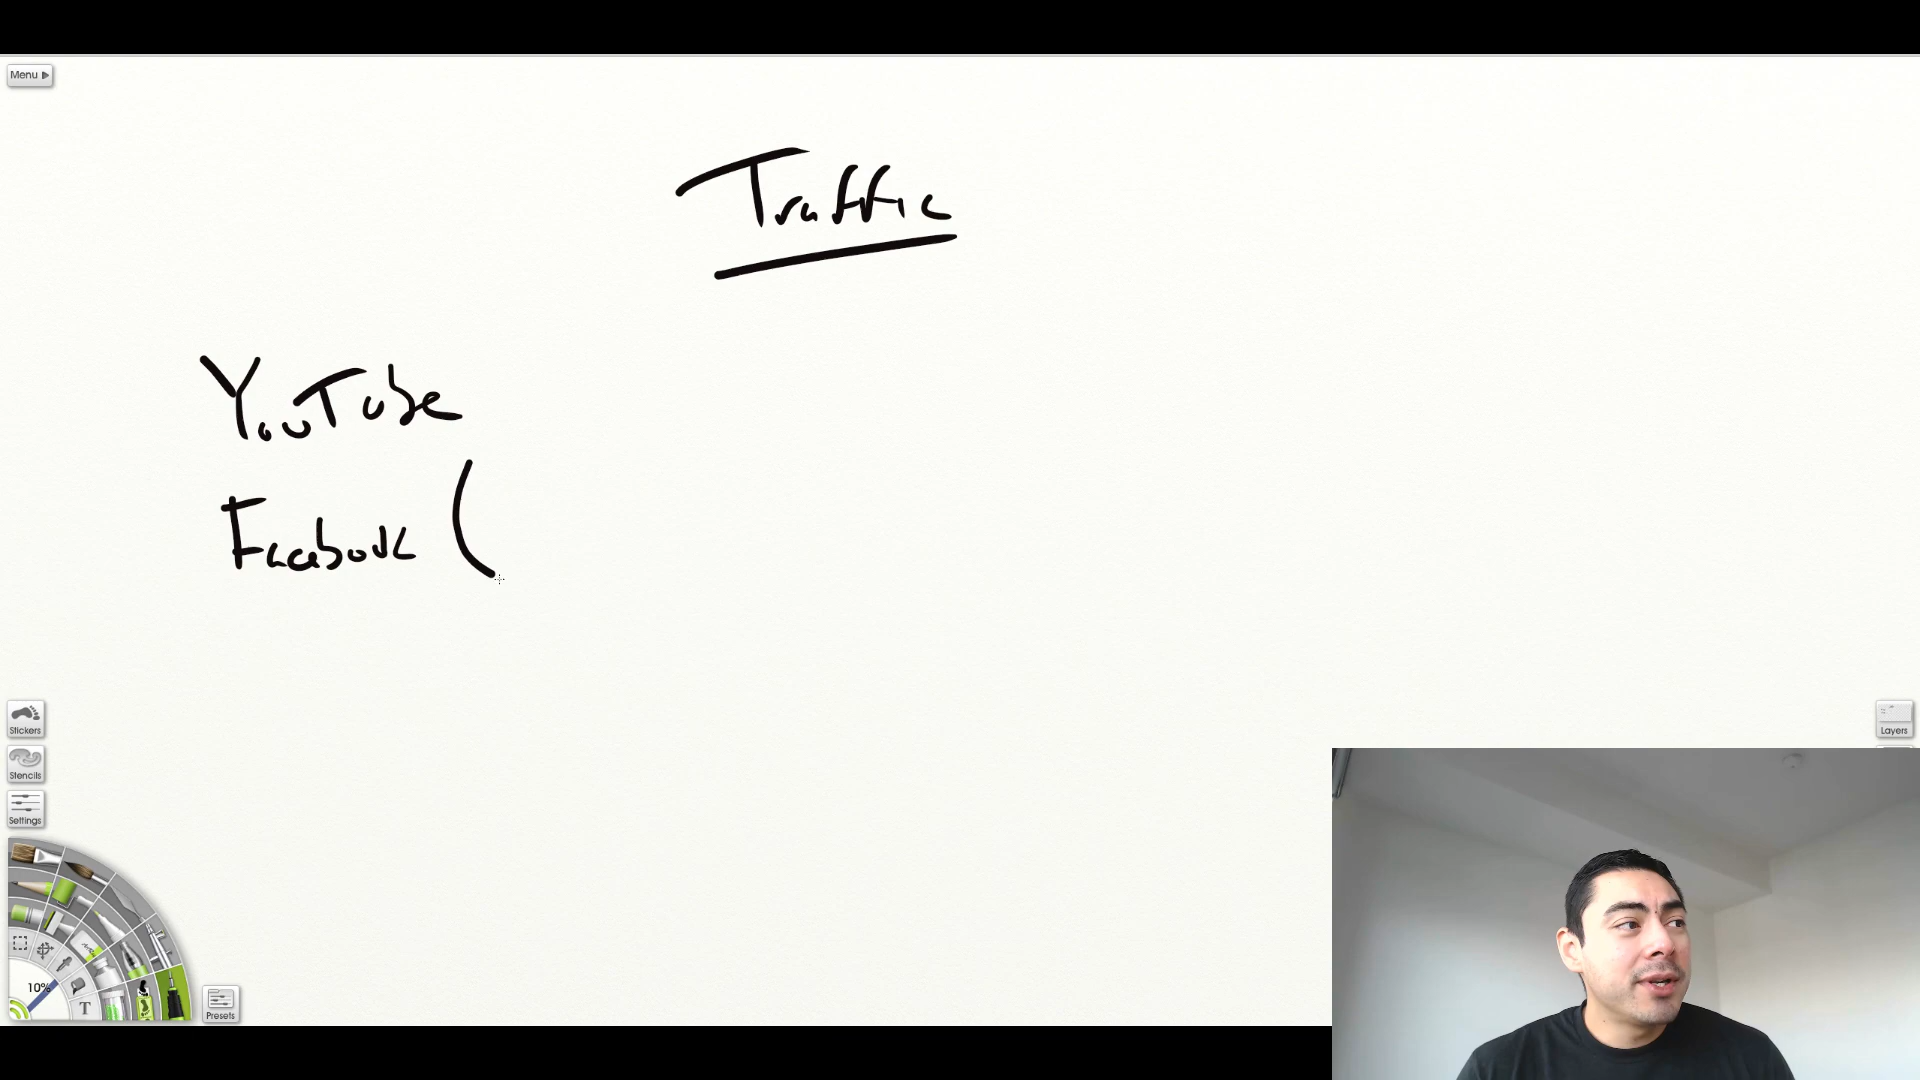 Menu
Traffic
YouTube
Facebook (
Stickers
Stencils
Settings
Layers
10%
T
Presets